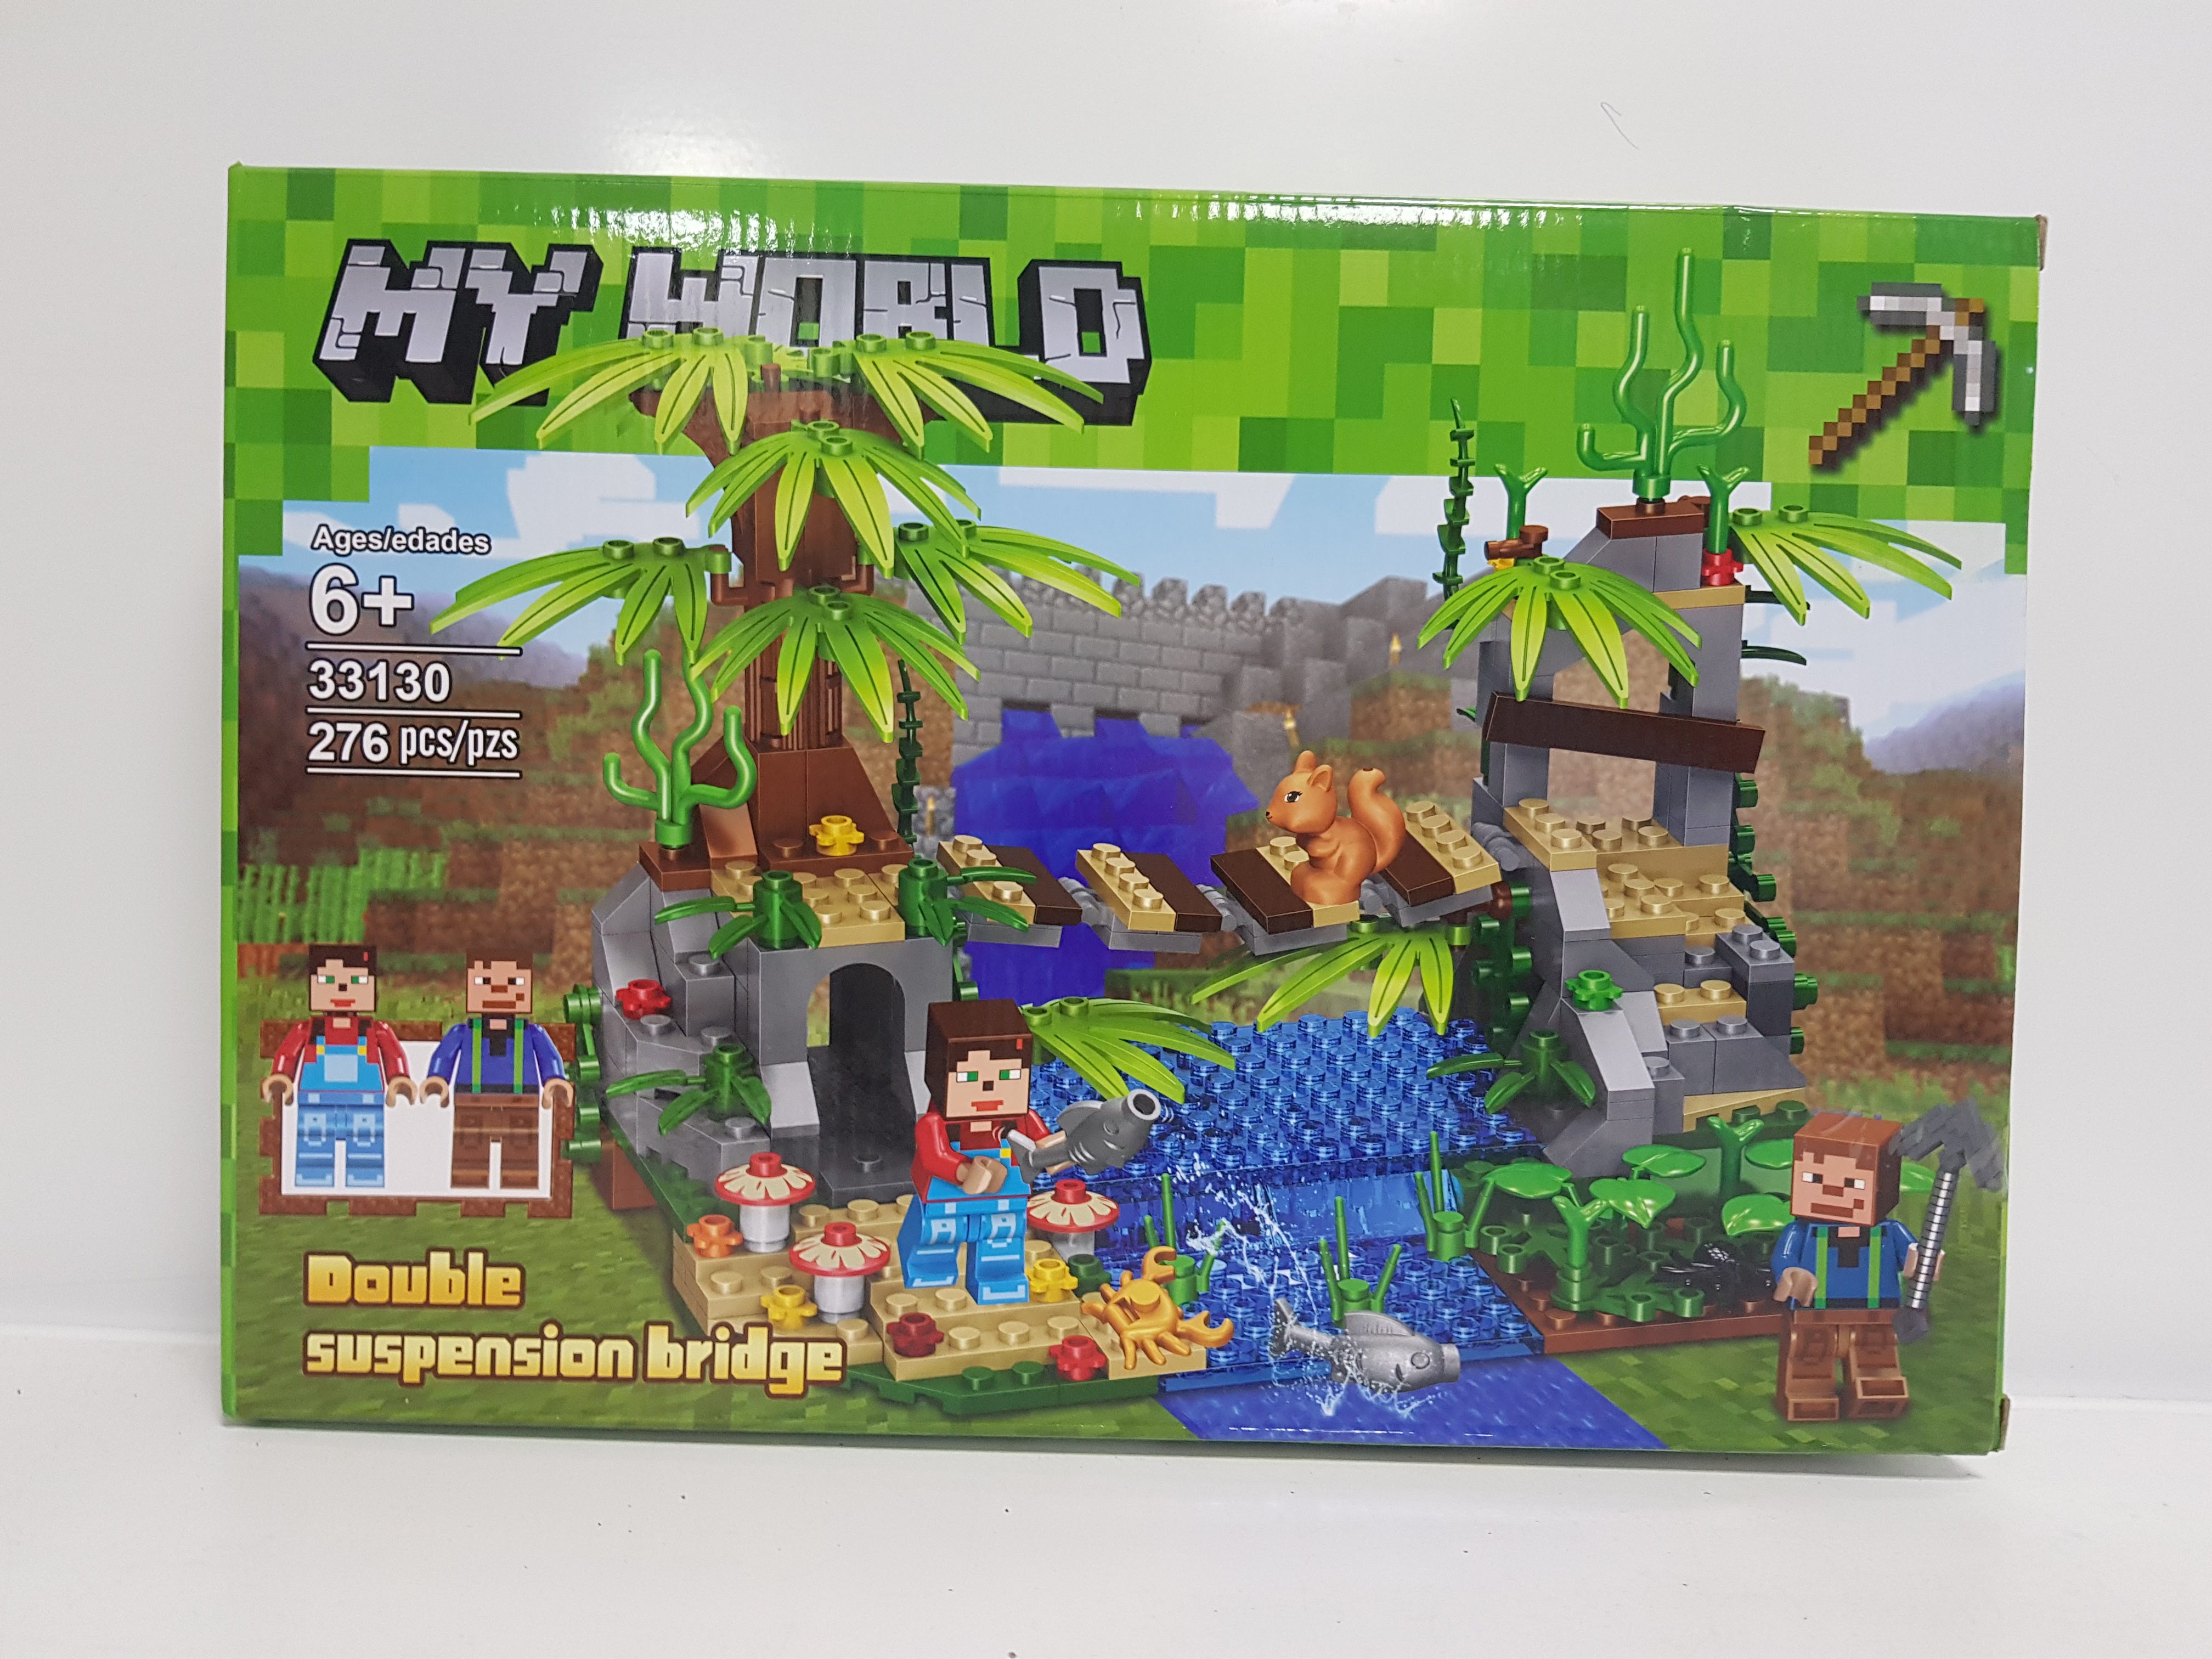 MY WORLD
Ages/edades
6+
33130
276 pcs/pzs
Double
suspension bridge